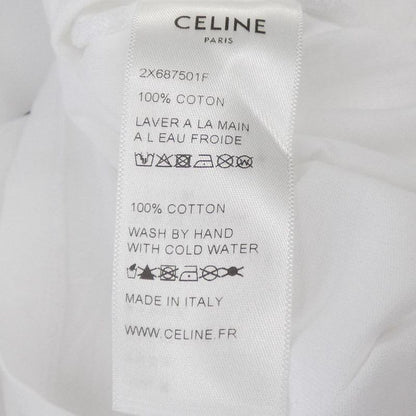 CELINE
PARIS
2X687501F
100% COTON
LAVER A LA MAIN
A L EAU FROIDE
100% COTTON
WASH BY HAND
WITH COLD WATER
MADE IN ITALY
WWW.CELINE.FR